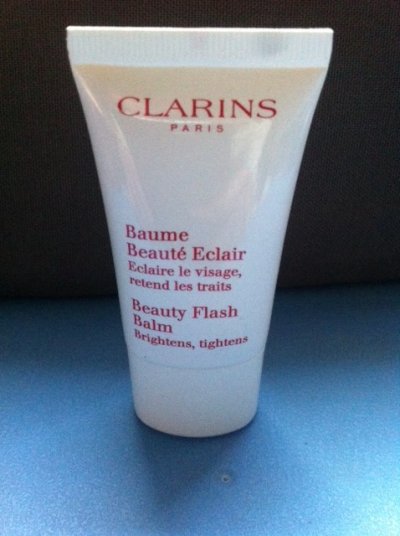 CLARINS
PARIS
Baume
Beauté Eclair
Eclaire le visage,
retend les traits
Beauty Flash
Balm
Brightens, tightens